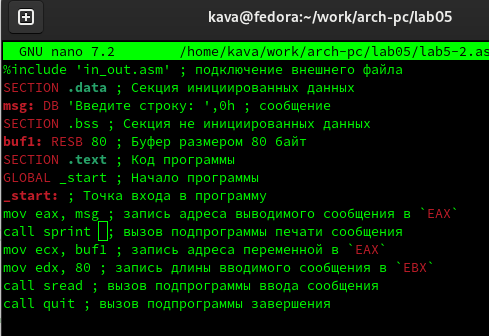 kava@fedora:~/work/arch-pc/lab05
GNU nano 7.2 /home/kava/work/arch-pc/lab05/lab5-2.as
%include 'in_out.asm' ; подключение внешнего файла
SECTION .data ; Секция инициированных данных
msg: DB 'Введите строку: ',0h ; сообщение
SECTION .bss ; Секция не инициированных данных
buf1: RESB 80 ; Буфер размером 80 байт
SECTION .text ; Код программы
GLOBAL _start ; Начало программы
_start: ; Точка входа в программу
mov eax, msg ; запись адреса выводимого сообщения в `EAX`
call sprint ; вызов подпрограммы печати сообщения
mov ecx, buf1 ; запись адреса переменной в `EAX`
mov edx, 80 ; запись длины вводимого сообщения в `EBX`
call sread ; вызов подпрограммы ввода сообщения
call quit ; вызов подпрограммы завершения